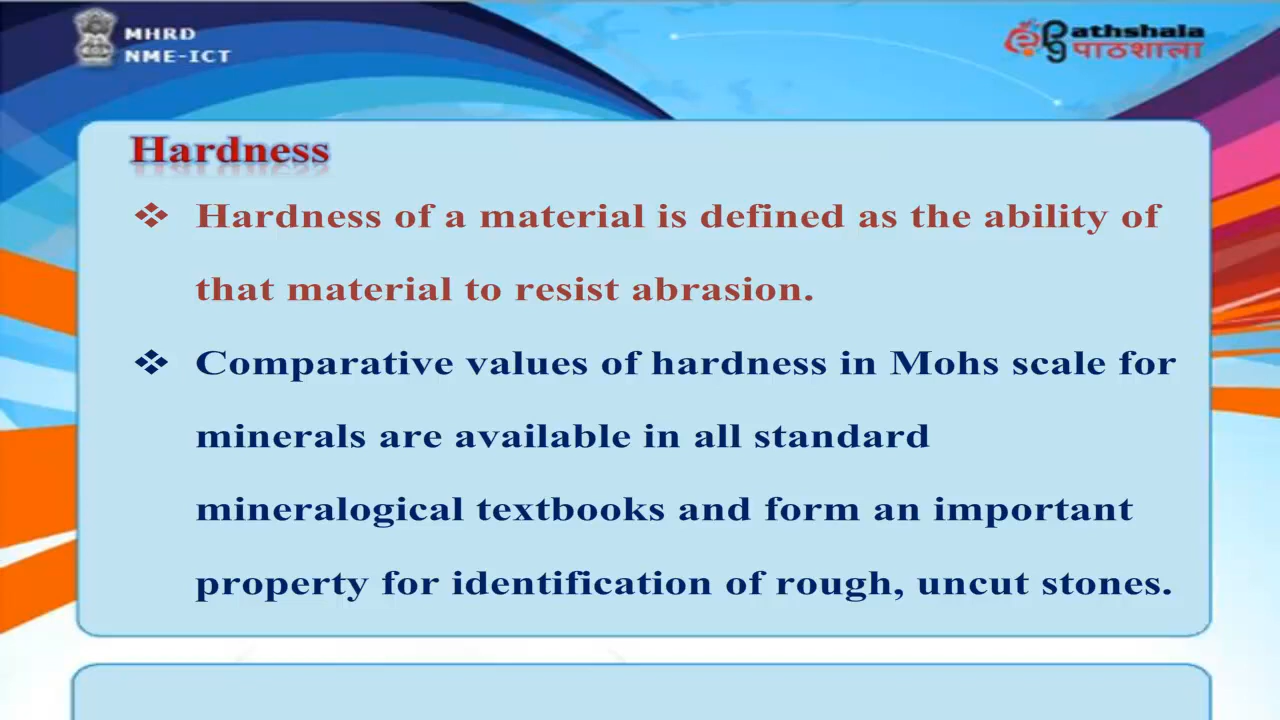 MHRD
NME-ICT
ePG athshala
पाठशाला
Hardness
❖ Hardness of a material is defined as the ability of
that material to resist abrasion.
❖ Comparative values of hardness in Mohs scale for
minerals are available in all standard
mineralogical textbooks and form an important
property for identification of rough, uncut stones.